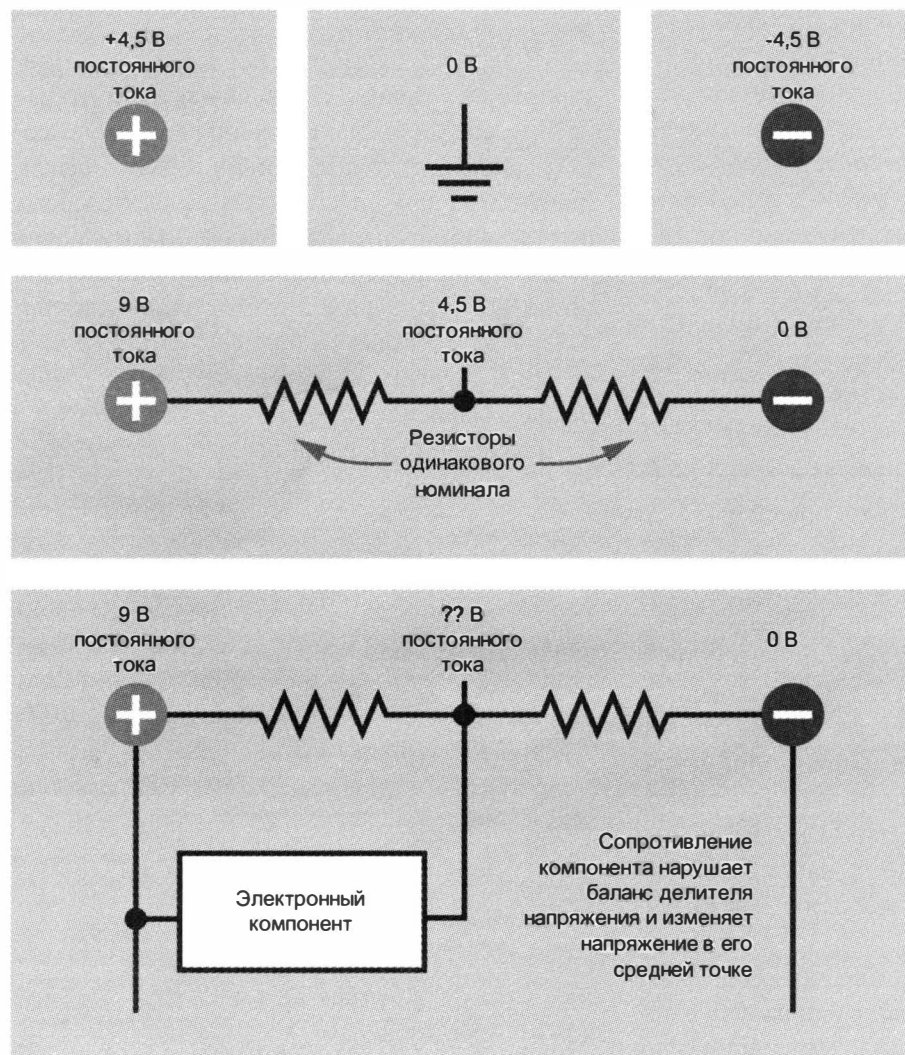 +4,5 В
постоянного
тока
0 В
-4,5 В
постоянного
тока
9 В
постоянного
тока
4,5 В
постоянного
тока
0 В
Резисторы
одинакового
номинала
9 В
постоянного
тока
?? В
постоянного
тока
0 В
Электронный
компонент
Сопротивление
компонента нарушает
баланс делителя
напряжения и изменяет
напряжение в его
средней точке